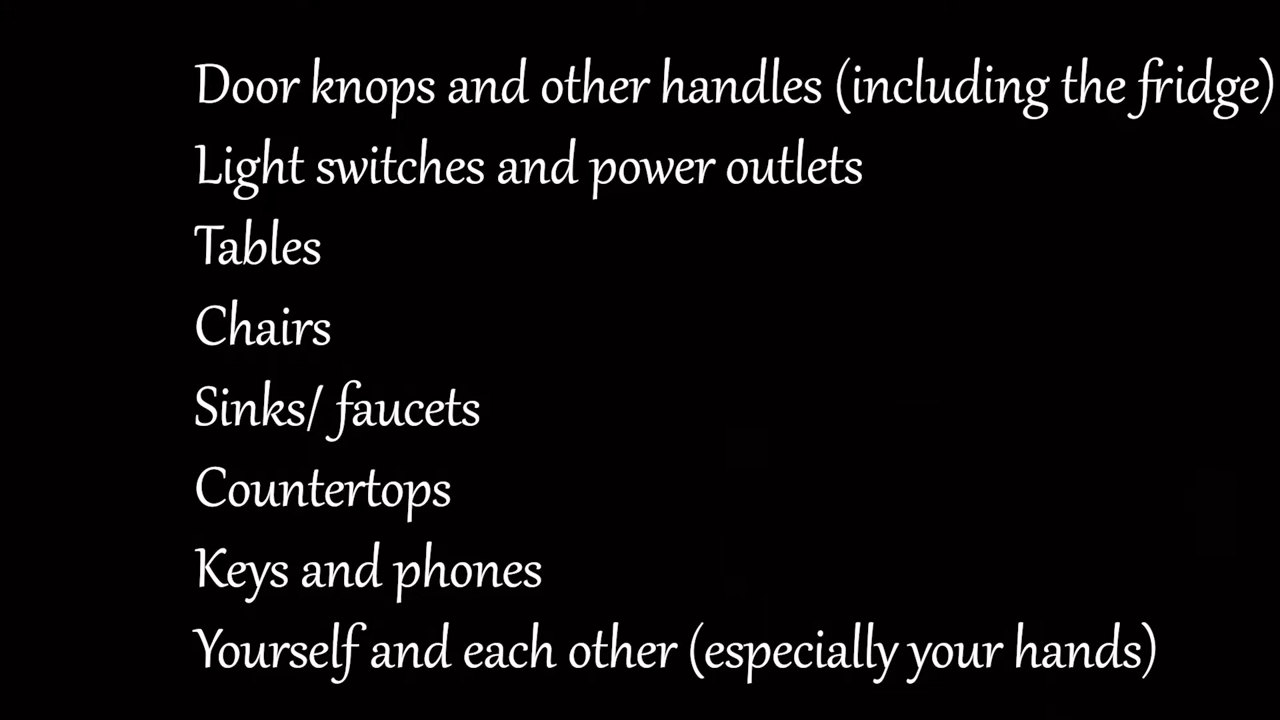 Door knops and other handles (including the fridge)
Light switches and power outlets
Tables
Chairs
Sinks/ faucets
Countertops
Keys and phones
Yourself and each other (especially your hands)